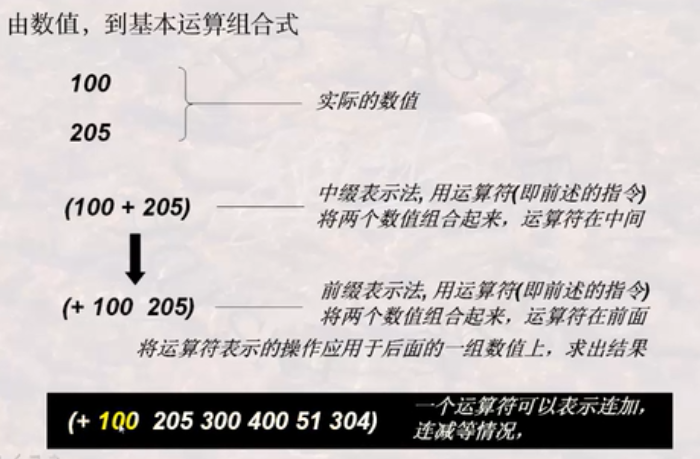 由数值，到基本运算组合式
100
205
实际的数值
(100 + 205)
中缀表示法, 用运算符(即前述的指令)
将两个数值组合起来，运算符在中间
(+ 100 205)
前缀表示法, 用运算符(即前述的指令)
将两个数值组合起来，运算符在前面
将运算符表示的操作应用于后面的一组数值上，求出结果
(+ 100 205 300 400 51 304)
一个运算符可以表示连加，
连减等情况，